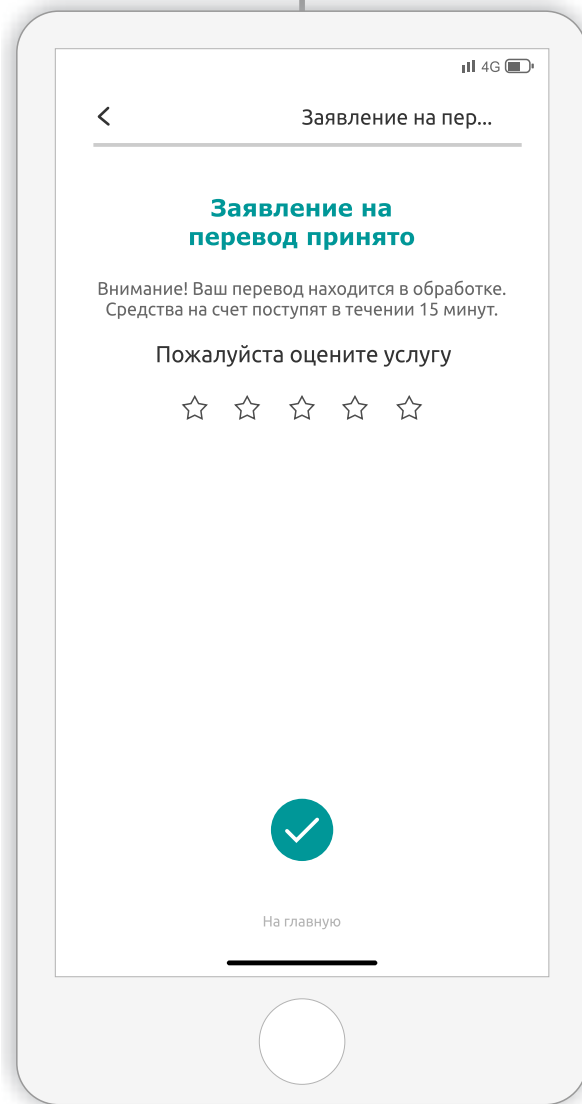 4G
Заявление на пер...
Заявление на
перевод принято
Внимание! Ваш перевод находится в обработке.
Средства на счет поступят в течении 15 минут.
Пожалуйста оцените услугу
На главную